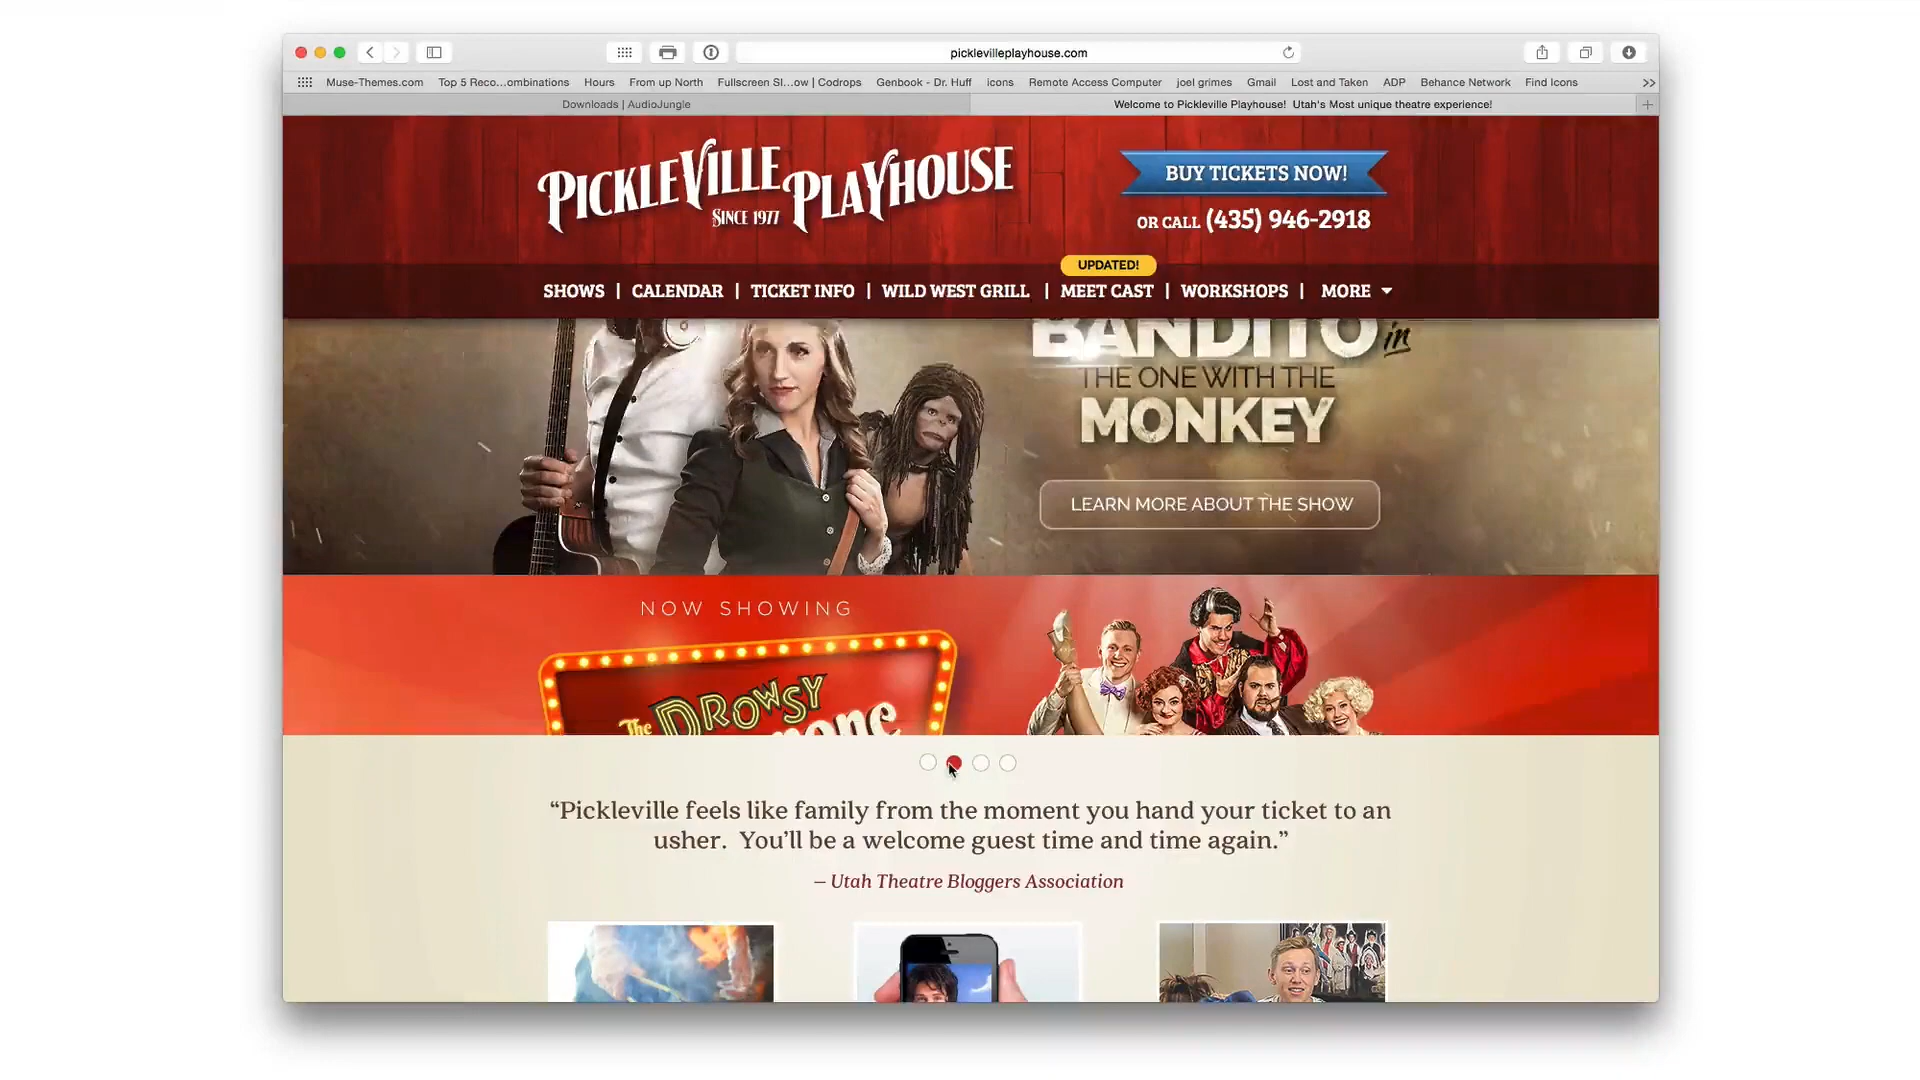 picklevilleplayhouse.com
Muse-Themes.com Top 5 Reco...ombinations Hours From up North Fullscreen Sl...ow | Codrops Genbook - Dr. Huff icons Remote Access Computer joel grimes Gmail Lost and Taken ADP Behance Network Find Icons
Downloads | AudioJungle Welcome to Pickleville Playhouse! Utah's Most unique theatre experience!
PICKLEVILLE PLAYHOUSE
SINCE 1977
BUY TICKETS NOW!
OR CALL (435) 946-2918
UPDATED!
SHOWS | CALENDAR | TICKET INFO | WILD WEST GRILL | MEET CAST | WORKSHOPS | MORE
BANDITO in
THE ONE WITH THE
MONKEY
LEARN MORE ABOUT THE SHOW
NOW SHOWING
The DROWSY
“Pickleville feels like family from the moment you hand your ticket to an
usher. You’ll be a welcome guest time and time again.”
– Utah Theatre Bloggers Association